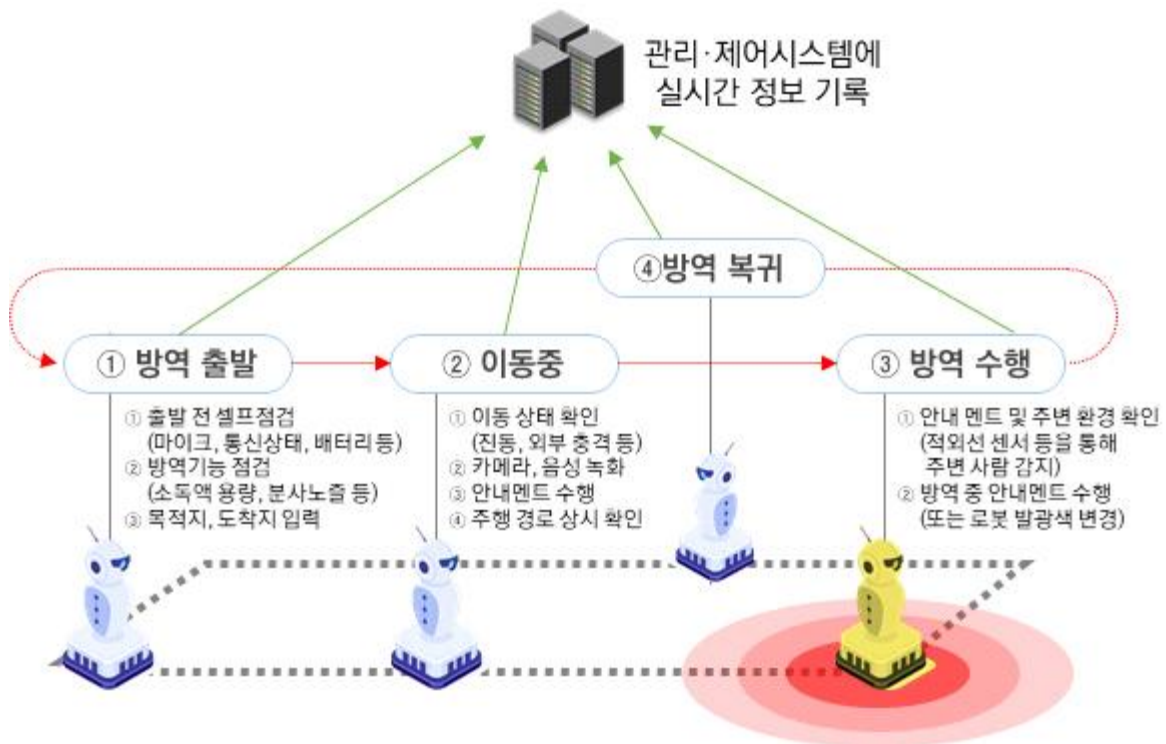 관리·제어시스템에
실시간 정보 기록
④방역 복귀
① 방역 출발
① 출발 전 셀프점검
(마이크, 통신상태, 배터리 등)
② 방역기능 점검
(소독액 용량, 분사노즐 등)
③ 목적지, 도착지 입력
② 이동중
① 이동 상태 확인
(진동, 외부 충격 등)
② 카메라, 음성 녹화
③ 안내멘트 수행
④ 주행 경로 상시 확인
③ 방역 수행
① 안내 멘트 및 주변 환경 확인
(적외선 센서 등을 통해
주변 사람 감지)
② 방역 중 안내멘트 수행
(또는 로봇 발광색 변경)